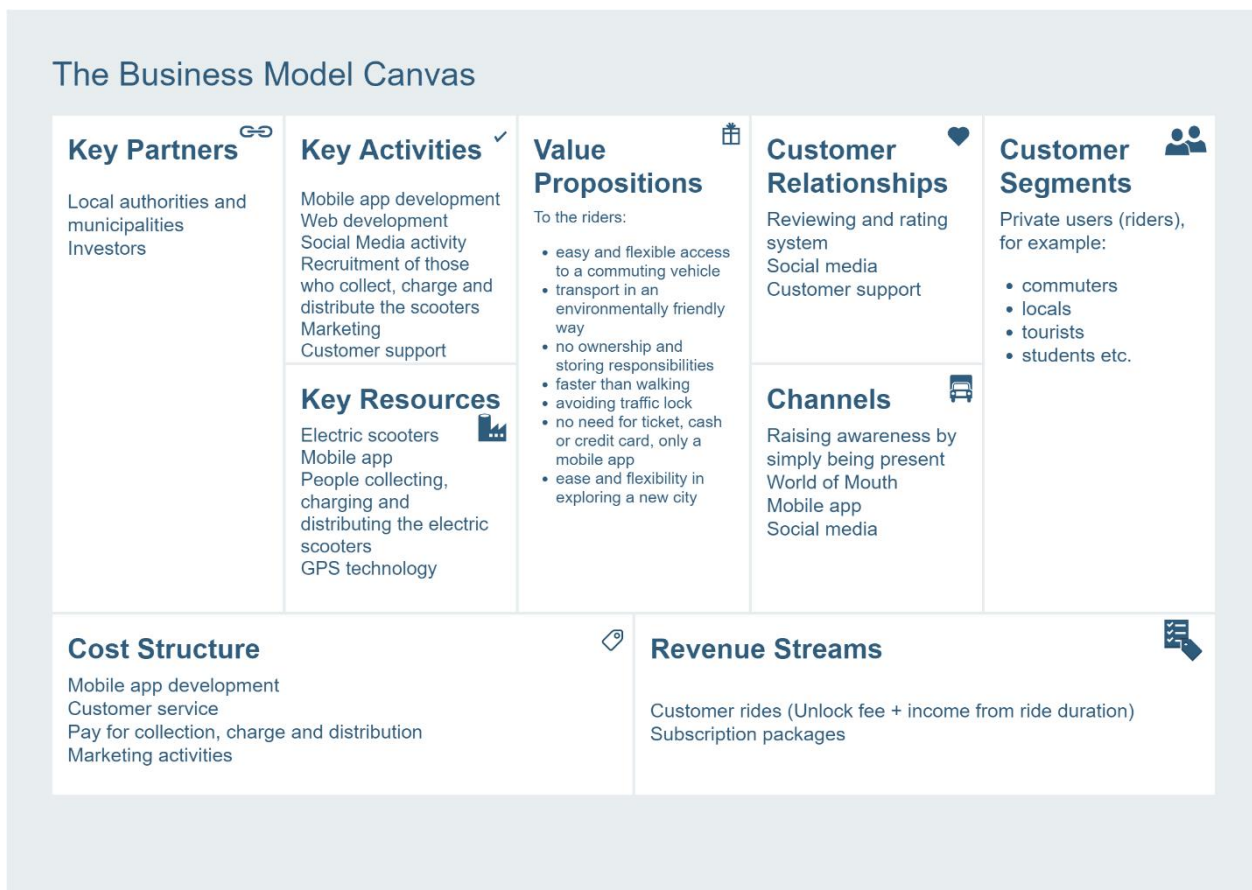 The Business Model Canvas
Key Partners
Local authorities and
municipalities
Investors
Key Activities
Mobile app development
Web development
Social Media activity
Recruitment of those
who collect, charge and
distribute the scooters
Marketing
Customer support
Key Resources
Electric scooters
Mobile app
People collecting,
charging and
distributing the electric
scooters
GPS technology
Value
Propositions
To the riders:
• easy and flexible access
to a commuting vehicle
• transport in an
environmentally friendly
way
• no ownership and
storing responsibilities
• faster than walking
• avoiding traffic lock
• no need for ticket, cash
or credit card, only a
mobile app
• ease and flexibility in
exploring a new city
Customer
Relationships
Reviewing and rating
system
Social media
Customer support
Channels
Raising awareness by
simply being present
World of Mouth
Mobile app
Social media
Customer
Segments
Private users (riders),
for example:
• commuters
• locals
• tourists
• students etc.
Cost Structure
Mobile app development
Customer service
Pay for collection, charge and distribution
Marketing activities
Revenue Streams
Customer rides (Unlock fee + income from ride duration)
Subscription packages